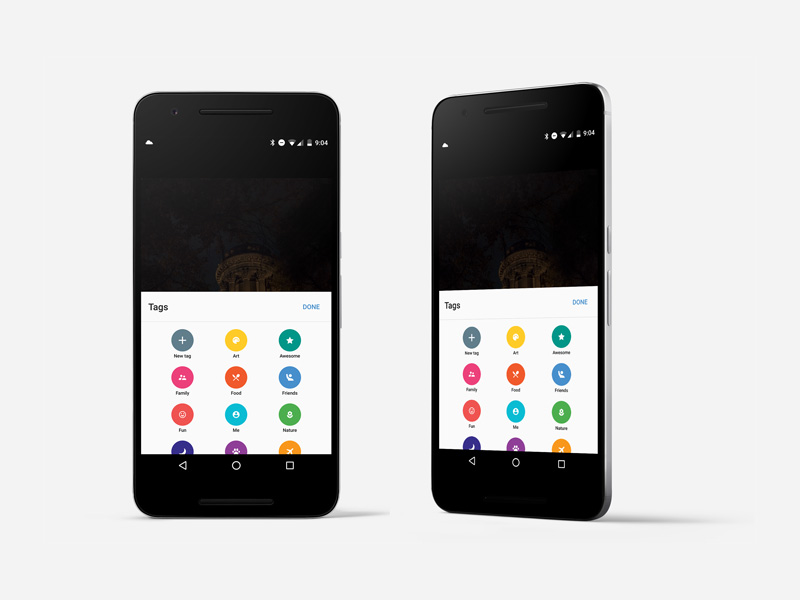 9:04
Tags DONE
New tag Art Awesome
Family Food Friends
Fun Me Nature
9:04
Tags DONE
New tag Art Awesome
Family Food Friends
Fun Me Nature